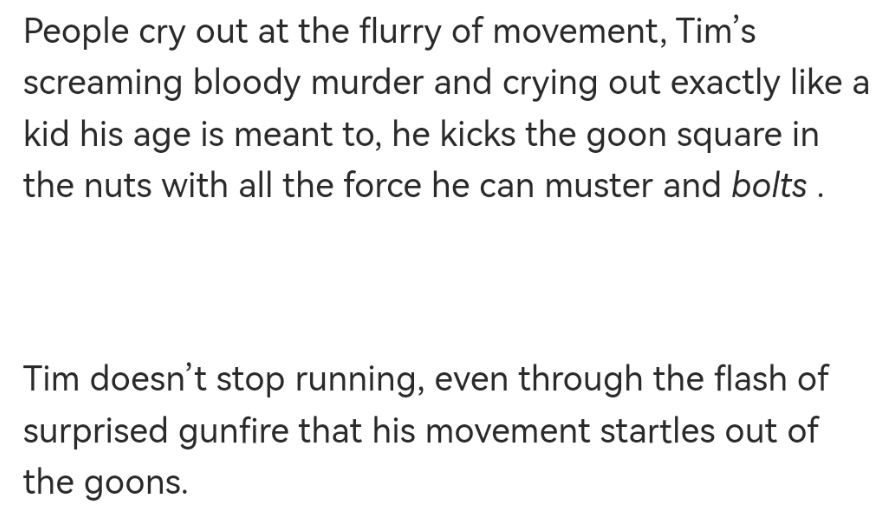 People cry out at the flurry of movement, Tim’s
screaming bloody murder and crying out exactly like a
kid his age is meant to, he kicks the goon square in
the nuts with all the force he can muster and bolts .
Tim doesn’t stop running, even through the flash of
surprised gunfire that his movement startles out of
the goons.